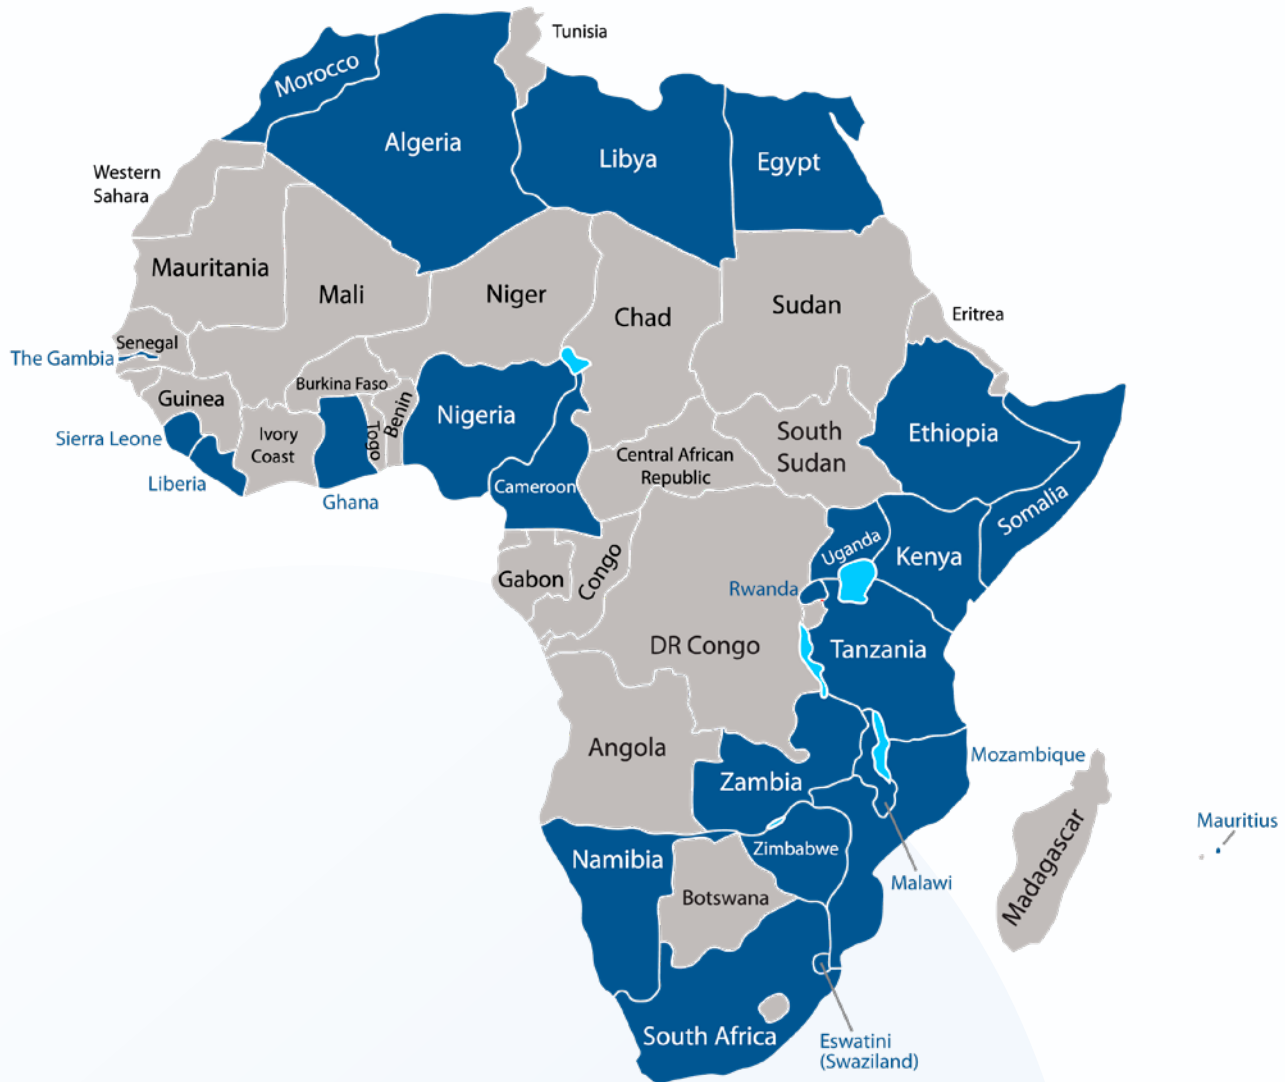 Tunisia
Morocco
Algeria
Libya
Egypt
Western
Sahara
Mauritania
Mali
Niger
Chad
Sudan
Eritrea
Senegal
The Gambia
Guinea
Burkina Faso
Benin
Togo
Nigeria
Sierra Leone
Ivory
Coast
Liberia
Ghana
Cameroon
Central African
Republic
South
Sudan
Ethiopia
Somalia
Uganda
Kenya
Gabon
Congo
Rwanda
DR Congo
Tanzania
Angola
Zambia
Mozambique
Madagascar
Mauritius
Namibia
Zimbabwe
Malawi
Botswana
South Africa
Eswatini
(Swaziland)